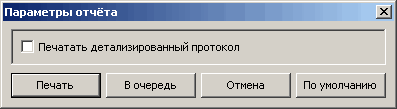 Параметры отчёта
Печатать детализированный протокол
Печать
В очередь
Отмена
По умолчанию